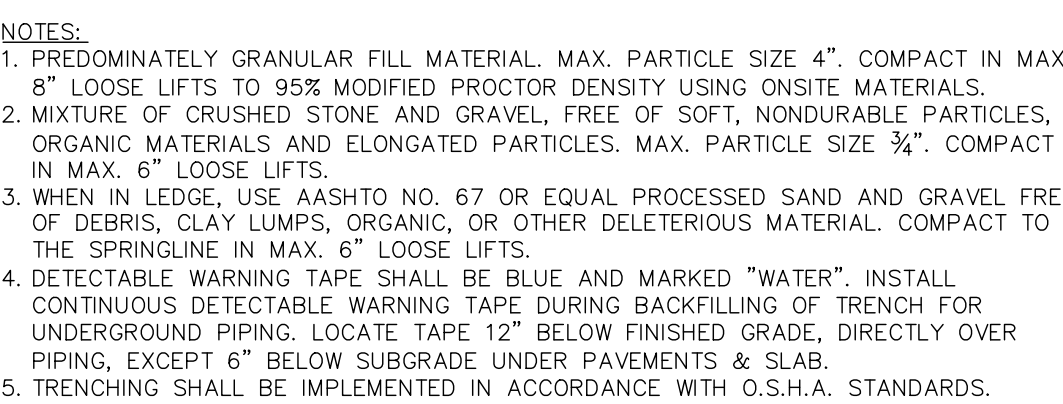 NOTES:
1. PREDOMINATELY GRANULAR FILL MATERIAL. MAX. PARTICLE SIZE 4”. COMPACT IN MAX
8” LOOSE LIFTS TO 95% MODIFIED PROCTOR DENSITY USING ONSITE MATERIALS.
2. MIXTURE OF CRUSHED STONE AND GRAVEL, FREE OF SOFT, NONDURABLE PARTICLES,
ORGANIC MATERIALS AND ELONGATED PARTICLES. MAX. PARTICLE SIZE ¾”. COMPACT
IN MAX. 6” LOOSE LIFTS.
3. WHEN IN LEDGE, USE AASHTO NO. 67 OR EQUAL PROCESSED SAND AND GRAVEL FRE
OF DEBRIS, CLAY LUMPS, ORGANIC, OR OTHER DELETERIOUS MATERIAL. COMPACT TO
THE SPRINGLINE IN MAX. 6” LOOSE LIFTS.
4. DETECTABLE WARNING TAPE SHALL BE BLUE AND MARKED ”WATER”. INSTALL
CONTINUOUS DETECTABLE WARNING TAPE DURING BACKFILLING OF TRENCH FOR
UNDERGROUND PIPING. LOCATE TAPE 12” BELOW FINISHED GRADE, DIRECTLY OVER
PIPING, EXCEPT 6” BELOW SUBGRADE UNDER PAVEMENTS & SLAB.
5. TRENCHING SHALL BE IMPLEMENTED IN ACCORDANCE WITH O.S.H.A. STANDARDS.